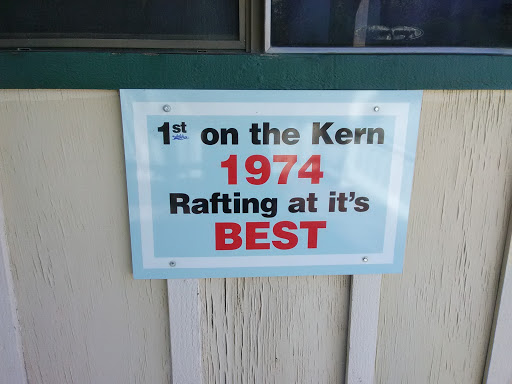 1st on the Kern
1974
Rafting at it's
BEST